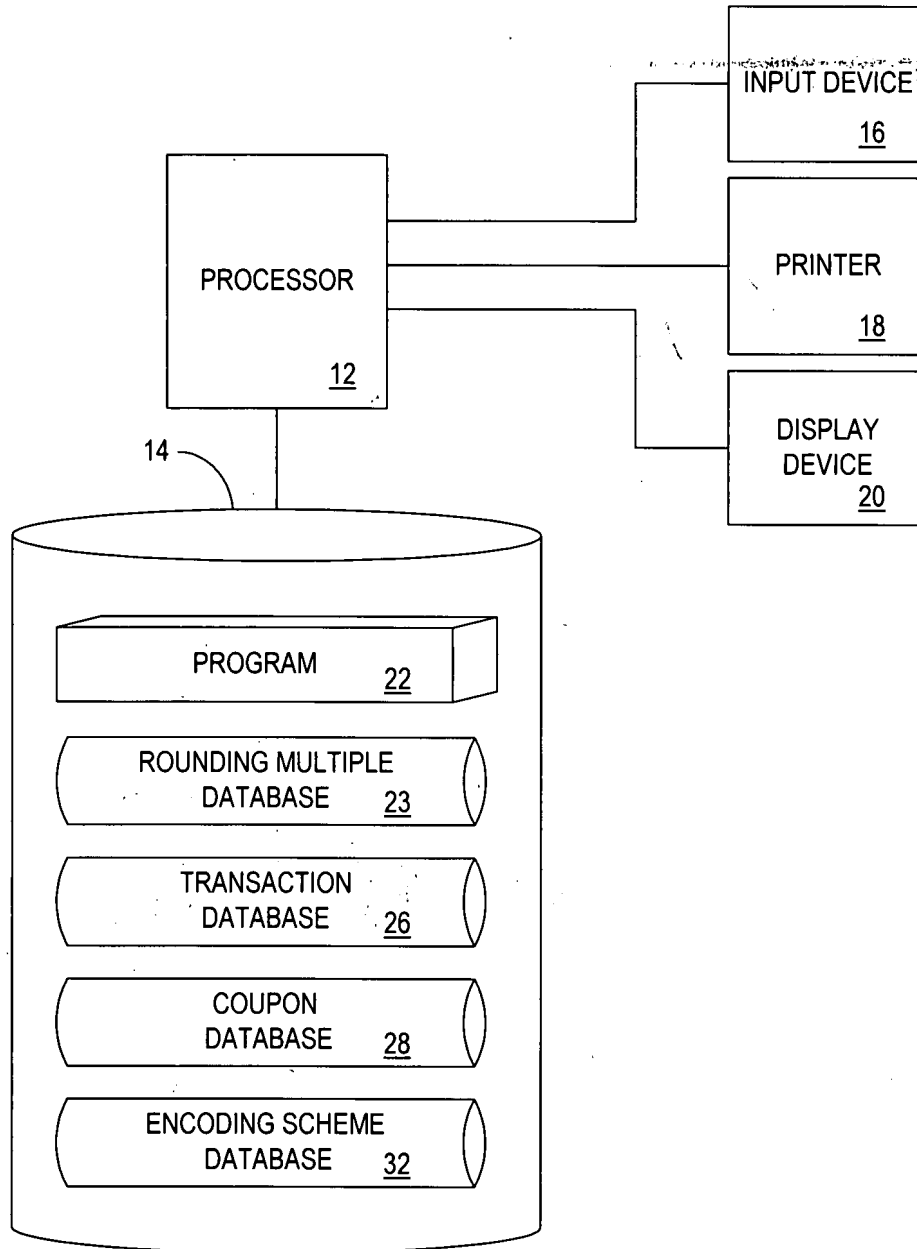 INPUT DEVICE
16
PROCESSOR
12
PRINTER
18
DISPLAY
DEVICE
20
14
PROGRAM
22
ROUNDING MULTIPLE
DATABASE
23
TRANSACTION
DATABASE
26
COUPON
DATABASE
28
ENCODING SCHEME
DATABASE
32